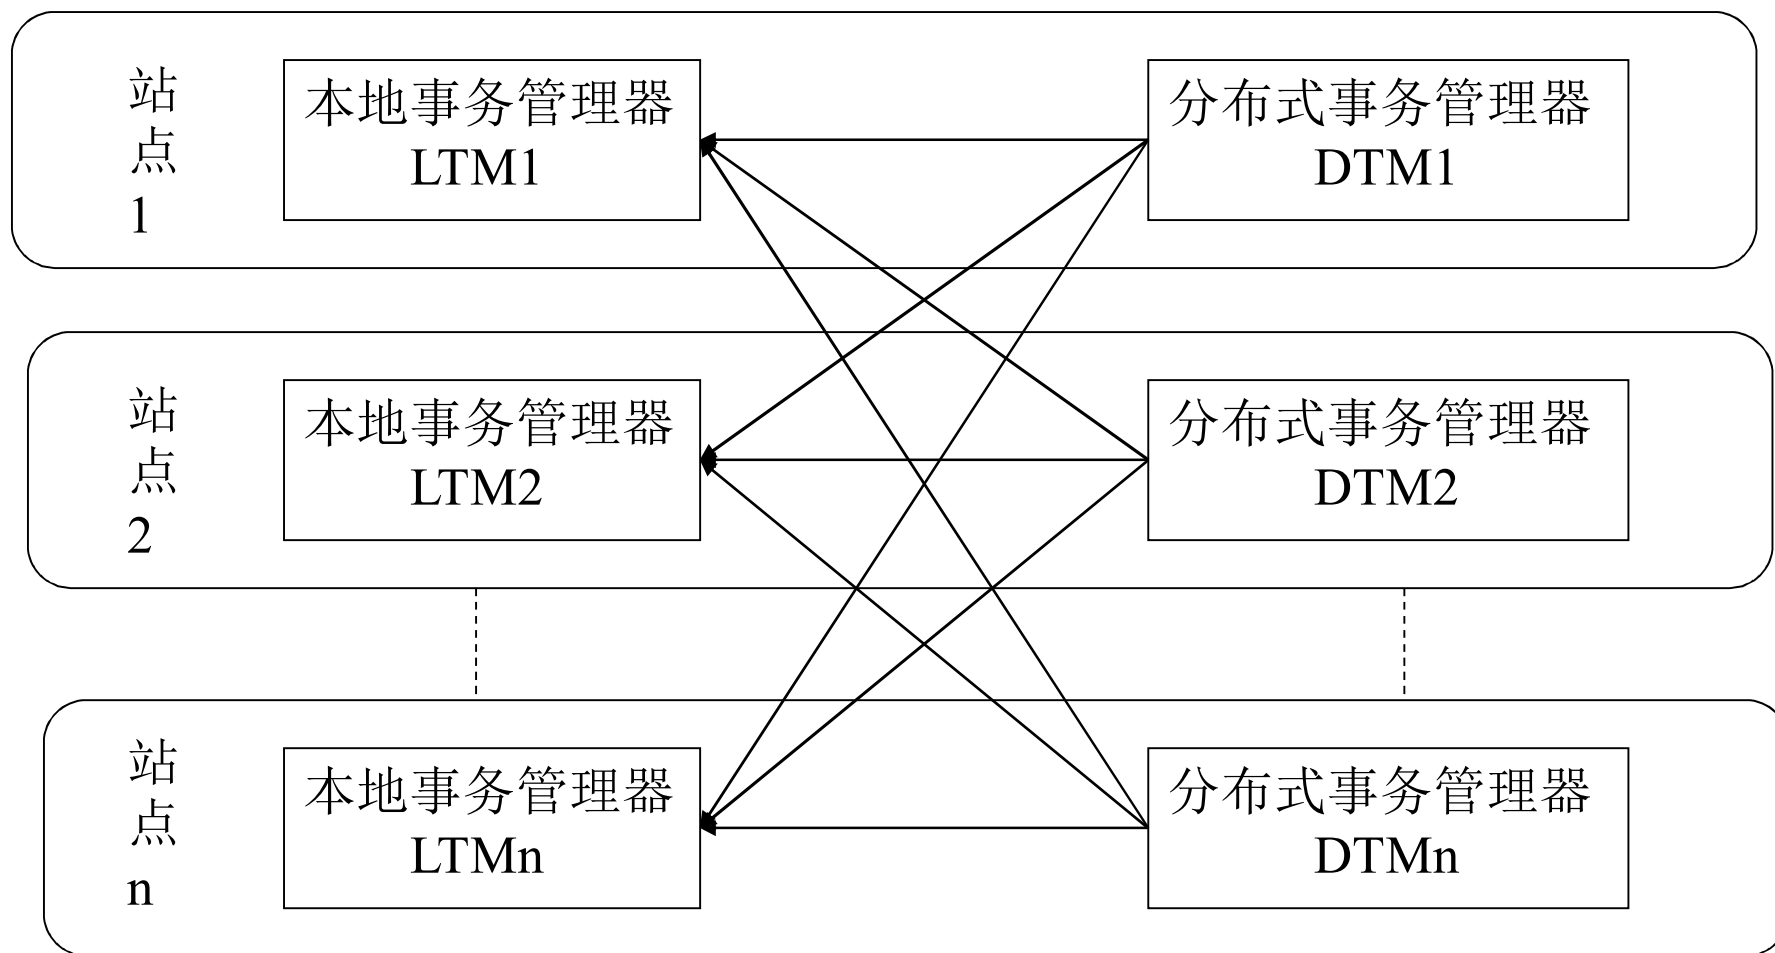 站
点
1
本地事务管理器
LTM1
分布式事务管理器
DTM1
站
点
2
本地事务管理器
LTM2
分布式事务管理器
DTM2
站
点
n
本地事务管理器
LTMn
分布式事务管理器
DTMn